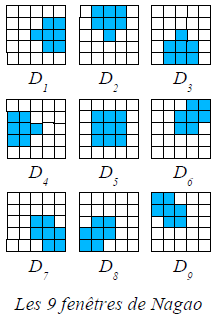 D1 D2 D3
D4 D5 D6
D7 D8 D9
Les 9 fenêtres de Nagao